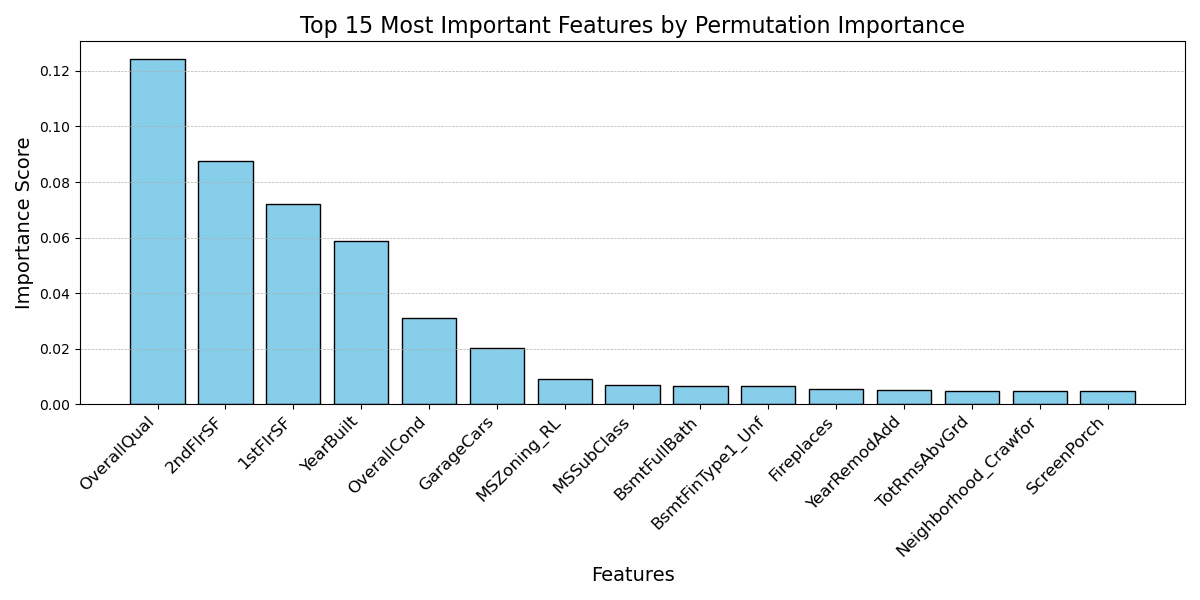 Top 15 Most Important Features by Permutation Importance
Importance Score
0.12
0.10
0.08
0.06
0.04
0.02
0.00
OverallQual
2ndFlrSF
1stFlrSF
YearBuilt
OverallCond
GarageCars
MSZoning_RL
MSSubClass
BsmtFullBath
BsmtFinType1_Unf
Fireplaces
YearRemodAdd
TotRmsAbvGrd
Neighborhood_Crawfor
ScreenPorch
Features